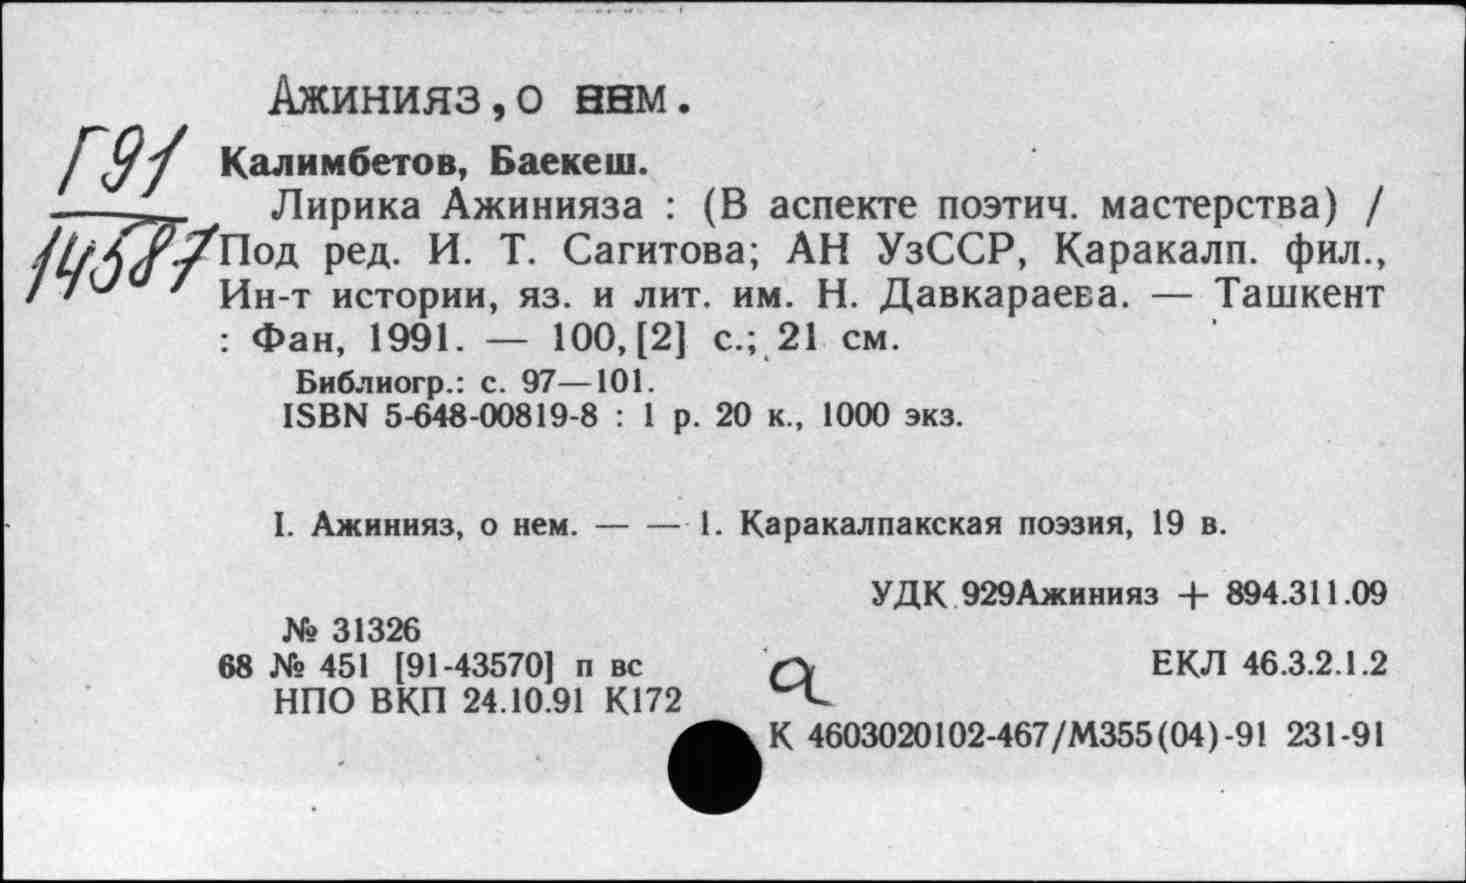 Ажинияз,о ннм.
Г91
14587
Калимбетов, Баекеш.
Лирика Ажинияза : (В аспекте поэтич. мастерства) /
Под ред. И. Т. Сагитова; АН УзССР, Каракалп. фил.,
Ин-т истории, яз. и лит. им. Н. Давкараева. — Ташкент
: Фан, 1991. — 100,[2] с.; 21 см.
Библиогр.: с. 97—101.
ISBN 5-648-00819-8 : 1 р. 20 к., 1000 экз.
I. Ажинияз, о нем. — — 1. Каракалпакская поэзия, 19 в.
УДК 929Ажинияз + 894.311.09
№ 31326
68 № 451 [91-43570] п вс
ЕКЛ 46.3.2.1.2
НПО ВКП 24.10.91 К172
а
К 4603020102-467/М355(04)-91 231-91